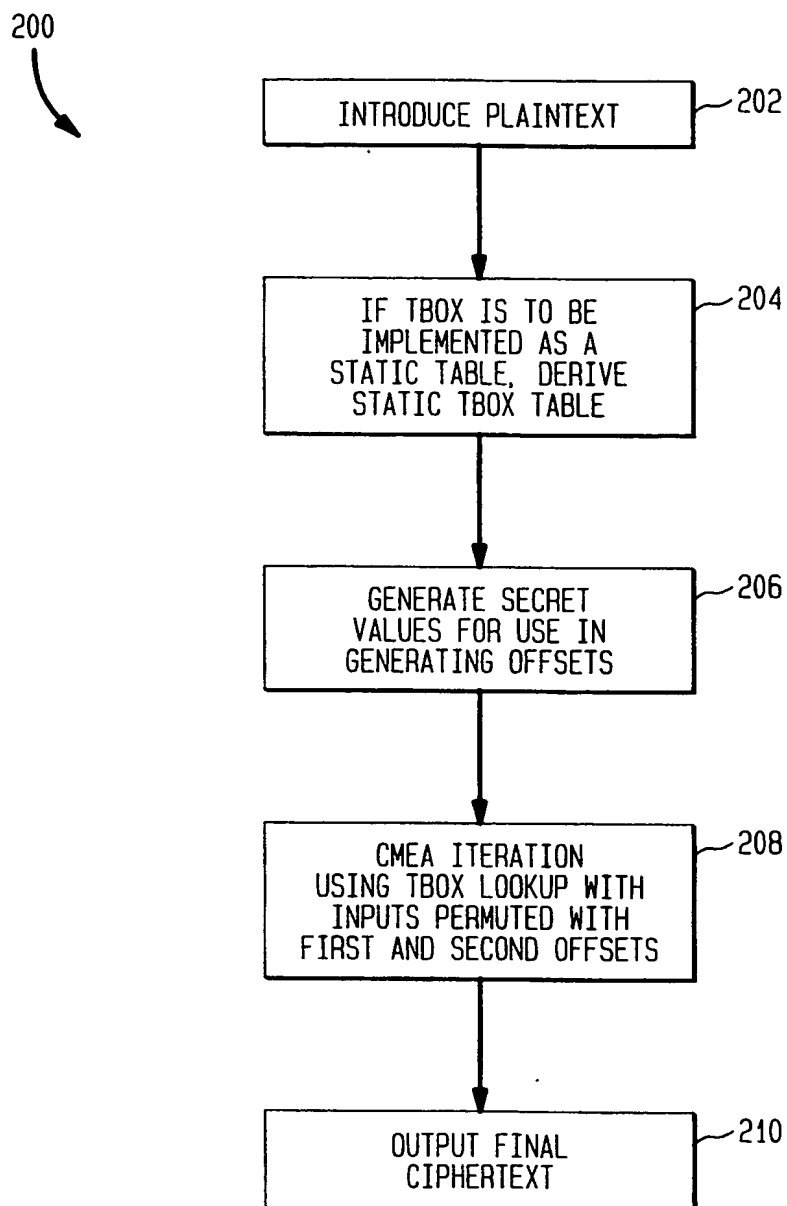 200
INTRODUCE PLAINTEXT
202
IF TBOX IS TO BE
IMPLEMENTED AS A
STATIC TABLE, DERIVE
STATIC TBOX TABLE
204
GENERATE SECRET
VALUES FOR USE IN
GENERATING OFFSETS
206
CMEA ITERATION
USING TBOX LOOKUP WITH
INPUTS PERMUTED WITH
FIRST AND SECOND OFFSETS
208
OUTPUT FINAL
CIPHERTEXT
210